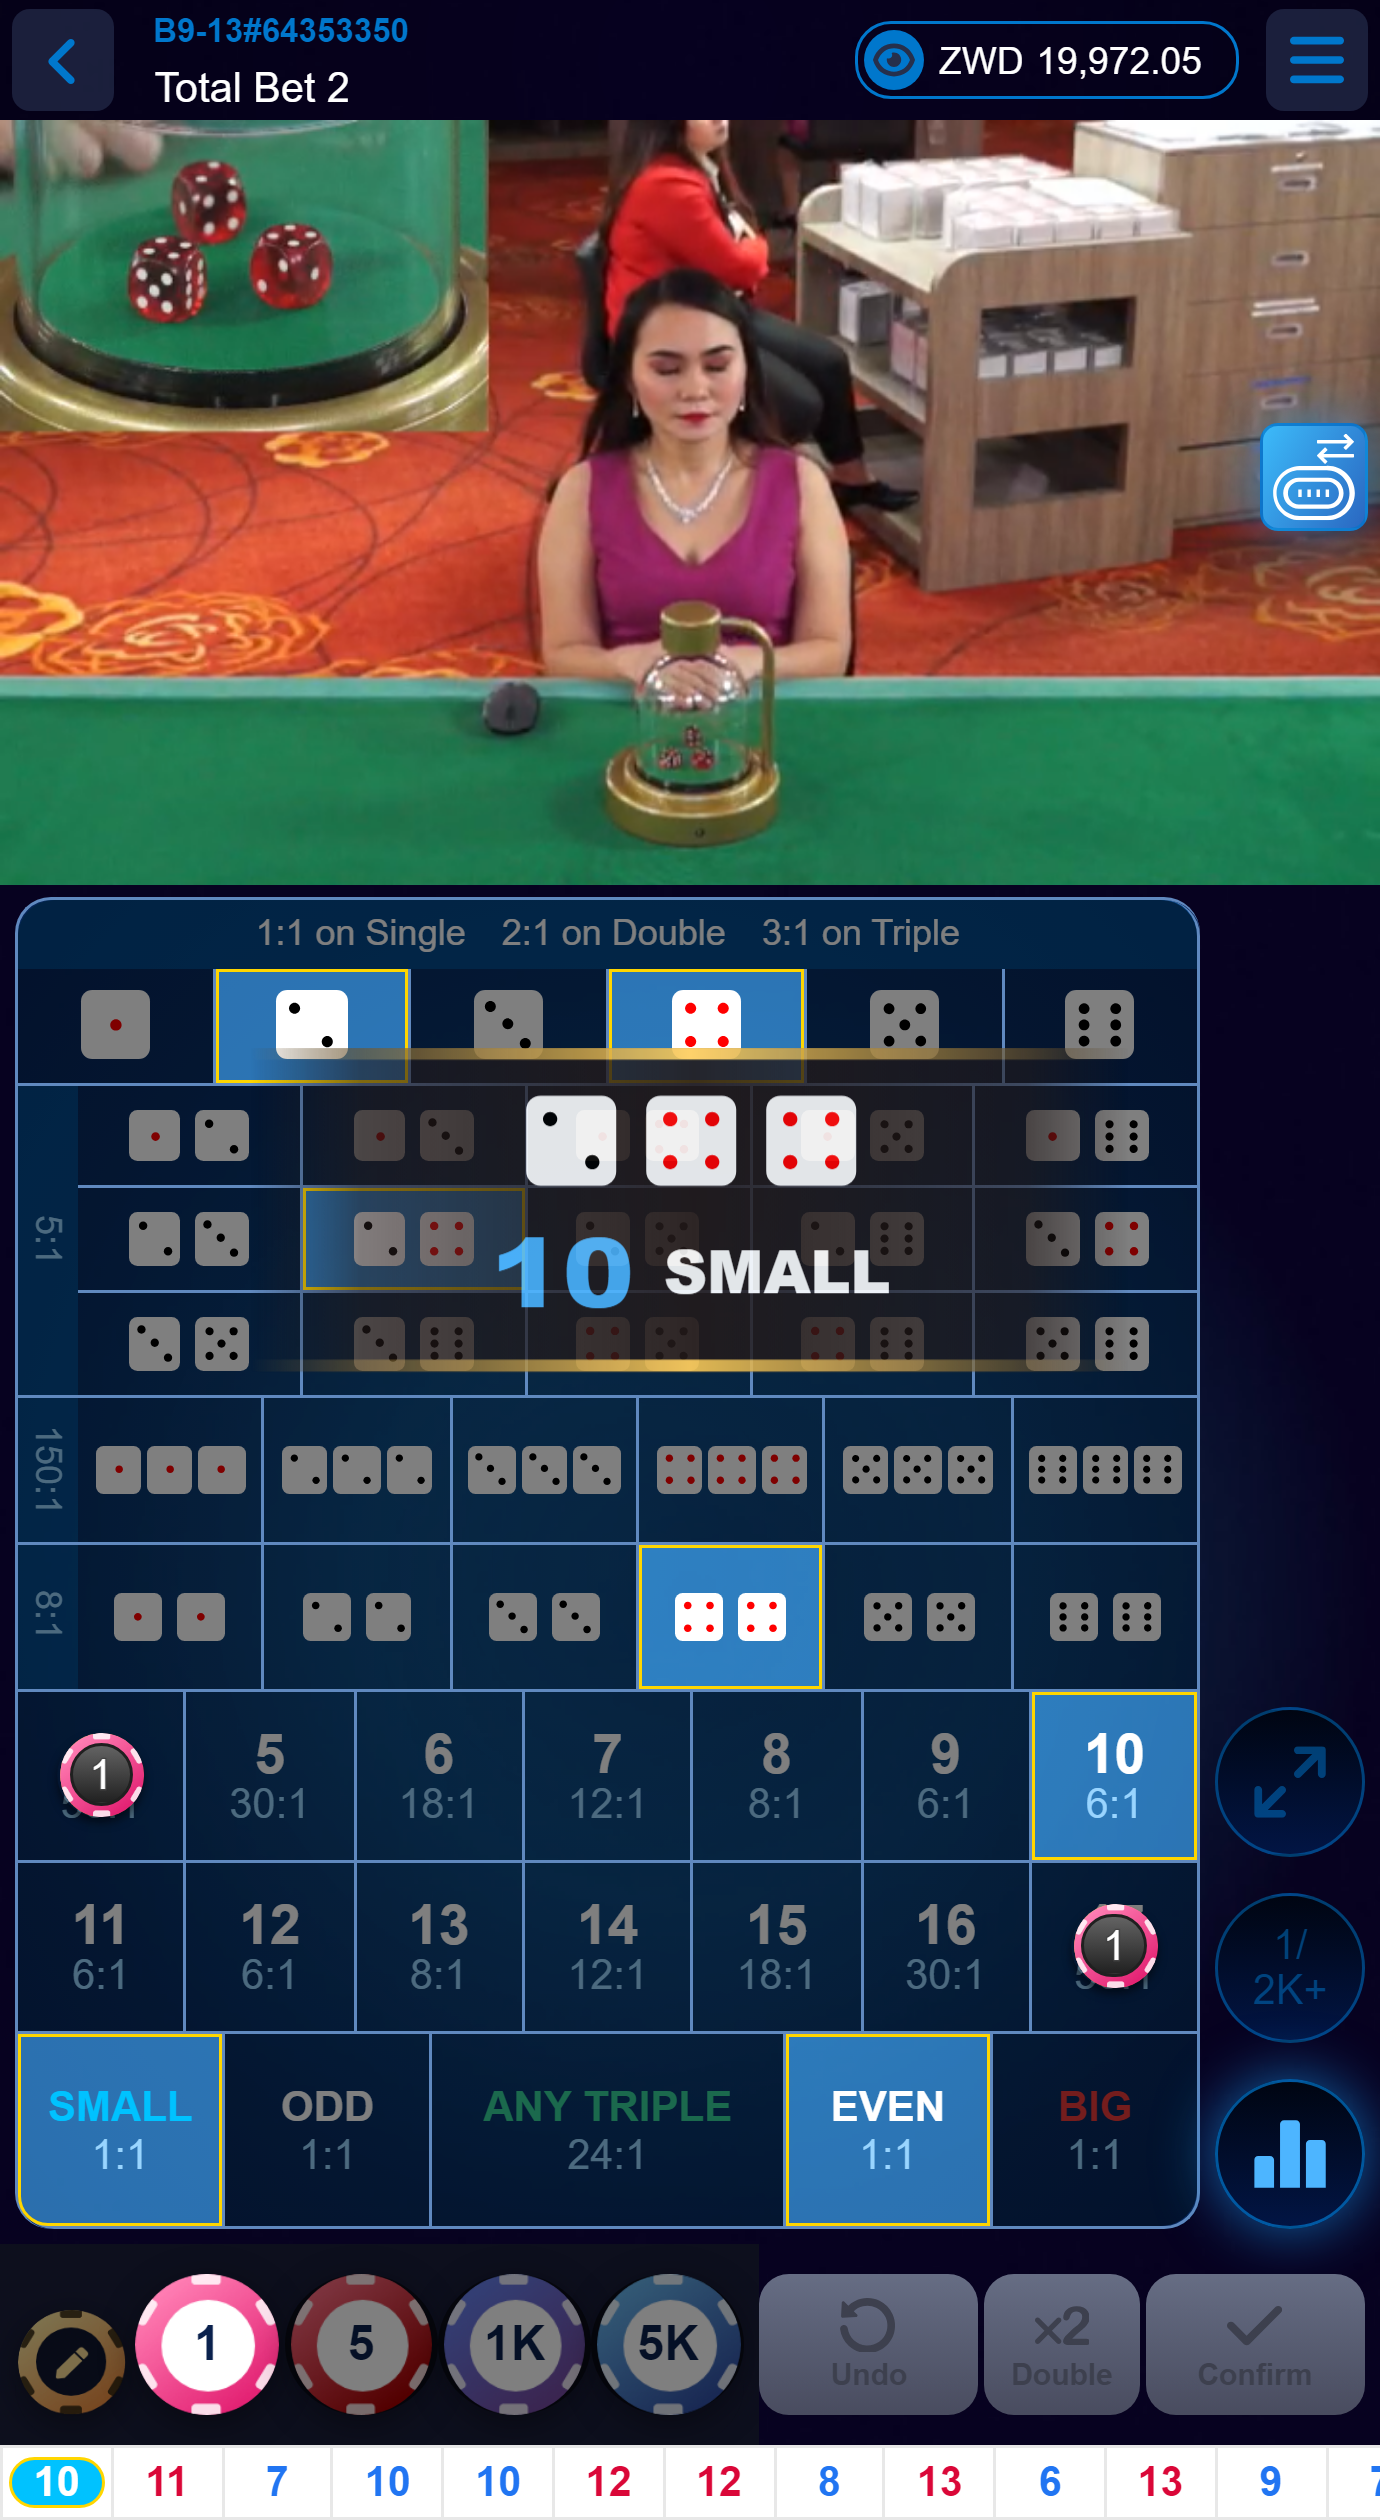 B9-13#64353350
Total Bet 2
ZWD 19,972.05
1:1 on Single 2:1 on Double 3:1 on Triple
5:1
10 SMALL
150:1
8:1
1
5 6 7 8 9 10
30:1 18:1 12:1 8:1 6:1 6:1
11 12 13 14 15 16
1
6:1 6:1 8:1 12:1 18:1 30:1
1/
2K+
SMALL ODD ANY TRIPLE EVEN BIG
1:1 1:1 24:1 1:1 1:1
1 5 1K 5K
x2
Undo Double Confirm
10 11 7 10 10 12 12 8 13 6 13 9